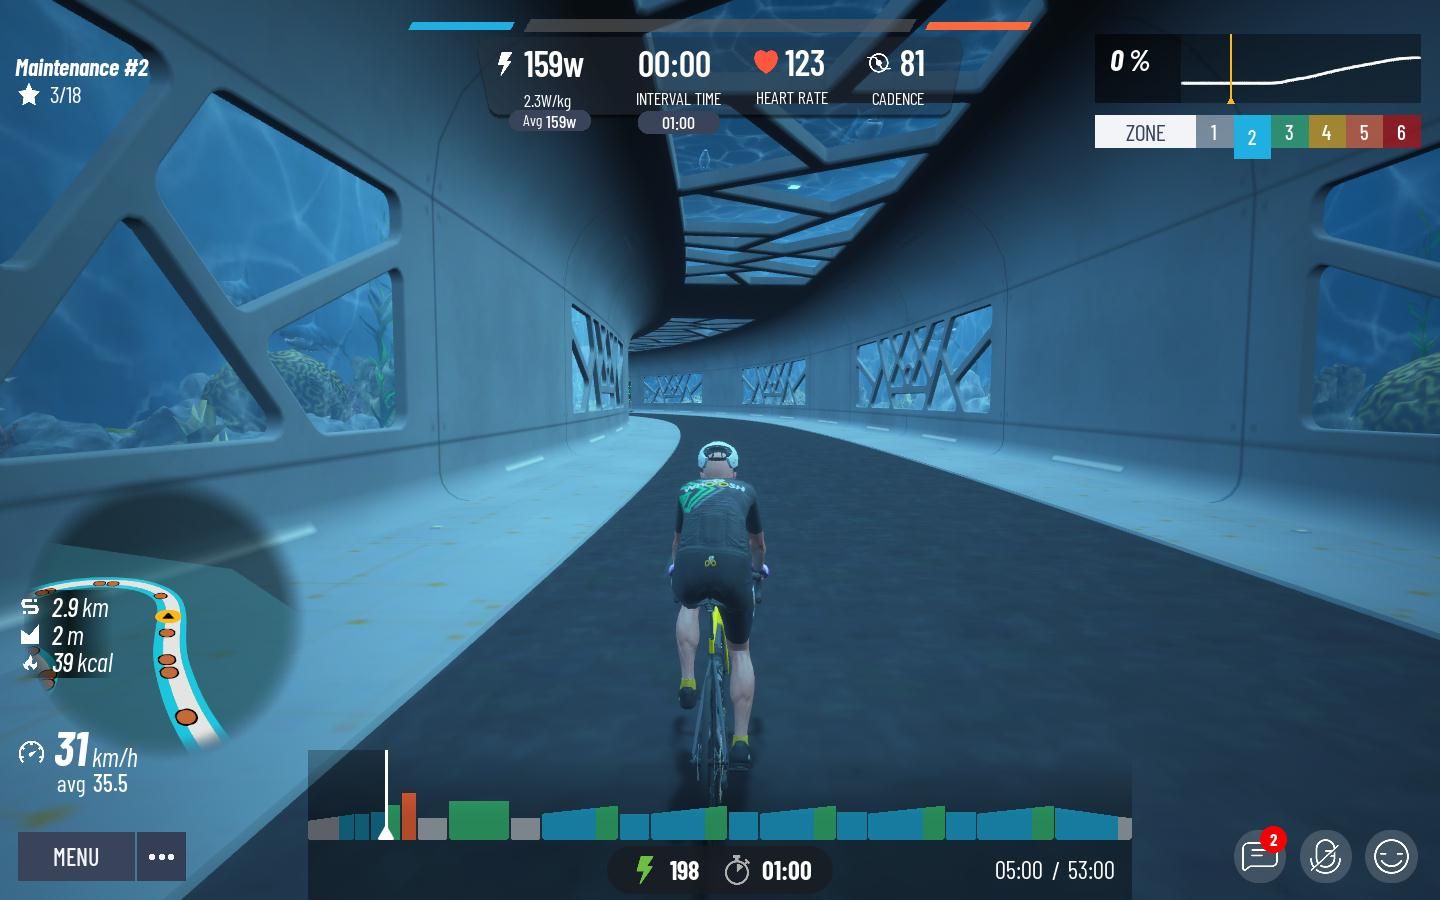 Maintenance #2
3/18
159w
2.3W/kg
Avg 159w
00:00
INTERVAL TIME
01:00
123
HEART RATE
81
CADENCE
0 %
ZONE 1 2 3 4 5 6
WHOOSH
2.9 km
2 m
39 kcal
31 km/h
avg 35.5
MENU
198
01:00
05:00 / 53:00
2